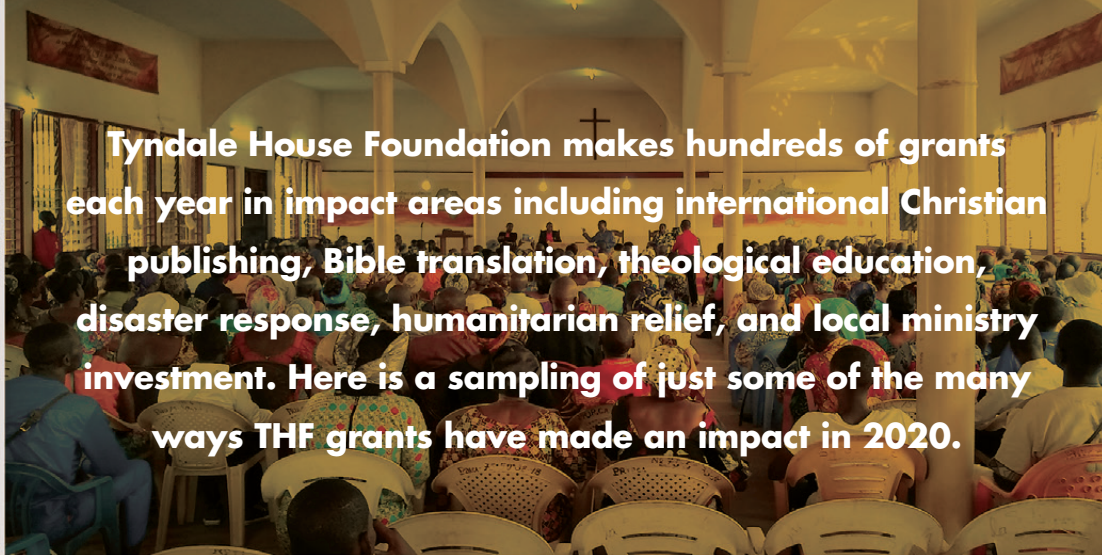 Tyndale House Foundation makes hundreds of grants
each year in impact areas including international Christian
publishing, Bible translation, theological education,
disaster response, humanitarian relief, and local ministry
investment. Here is a sampling of just some of the many
ways THF grants have made an impact in 2020.